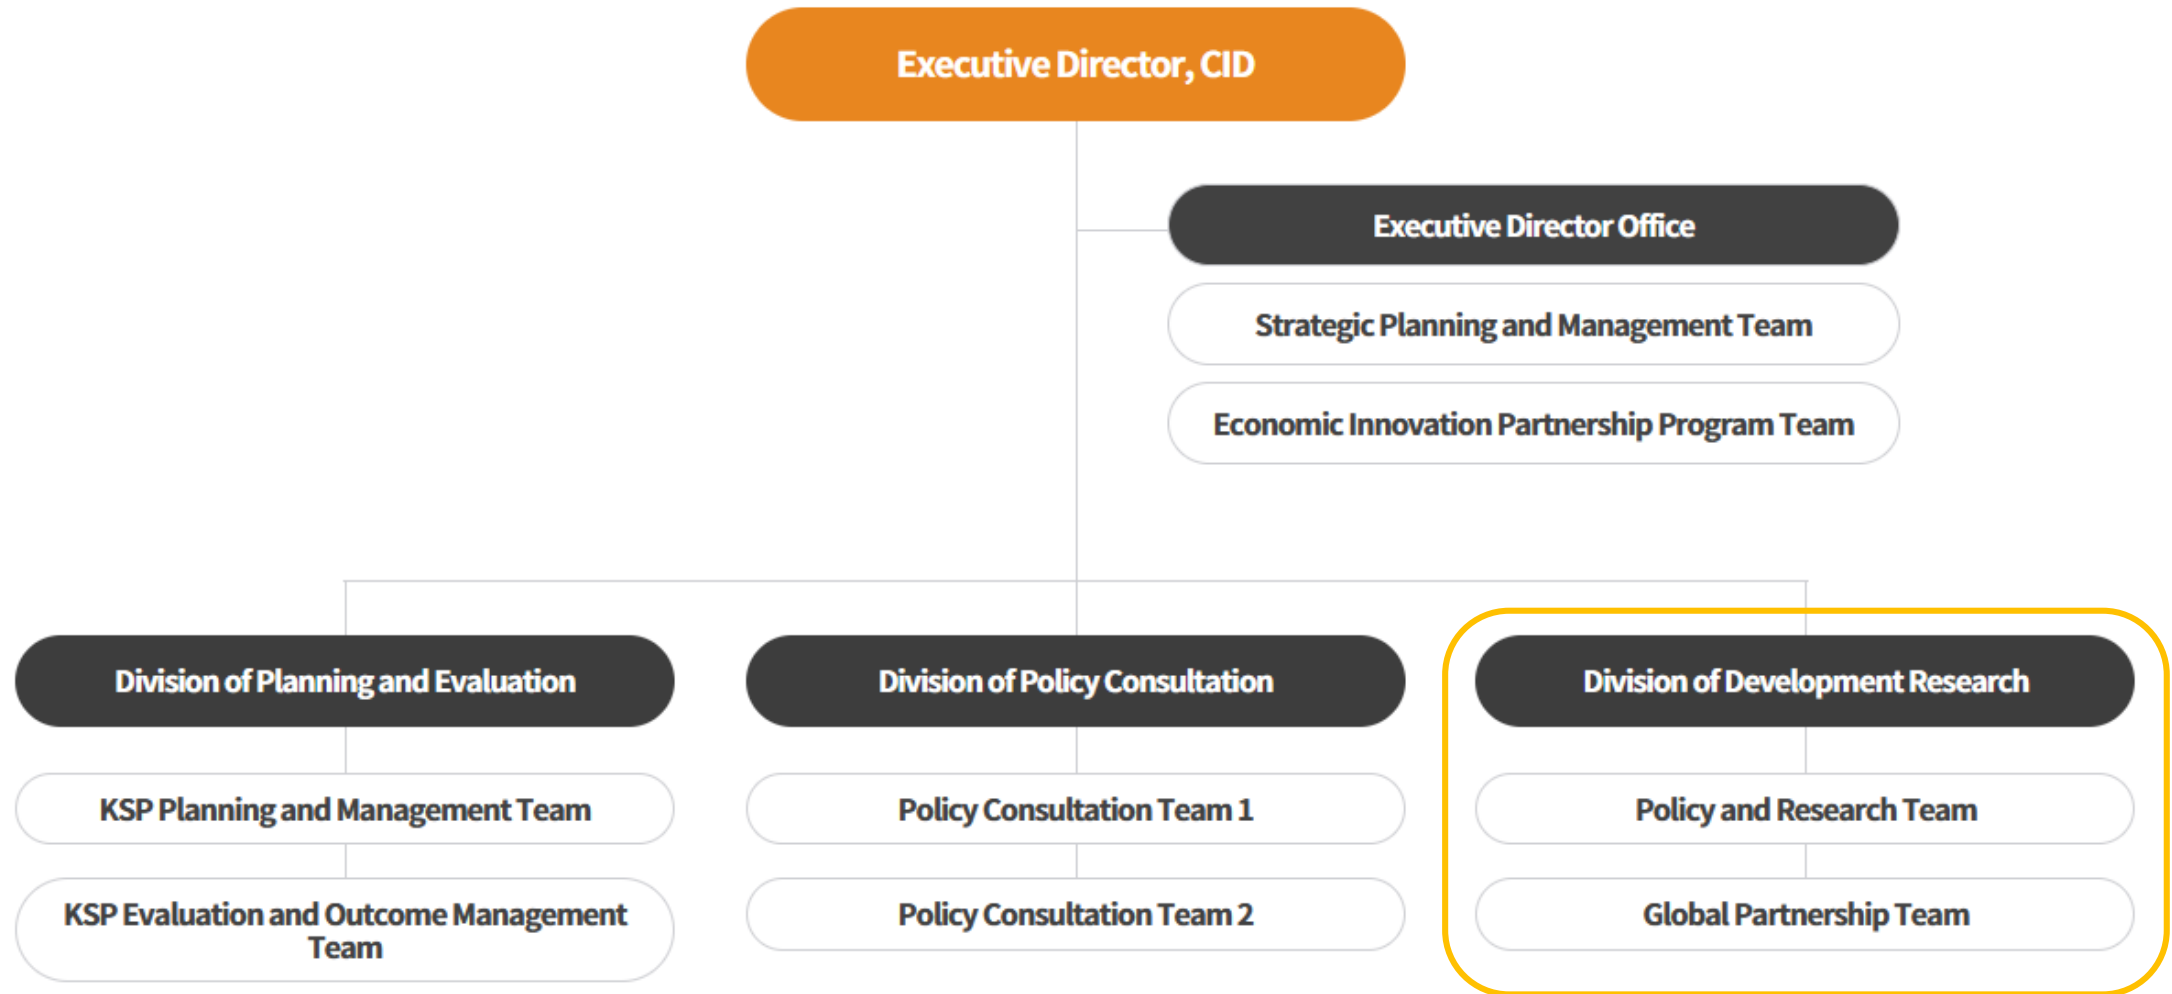 Executive Director, CID
Executive Director Office
Strategic Planning and Management Team
Economic Innovation Partnership Program Team
Division of Planning and Evaluation
KSP Planning and Management Team
KSP Evaluation and Outcome Management
Team
Division of Policy Consultation
Policy Consultation Team 1
Policy Consultation Team 2
Division of Development Research
Policy and Research Team
Global Partnership Team